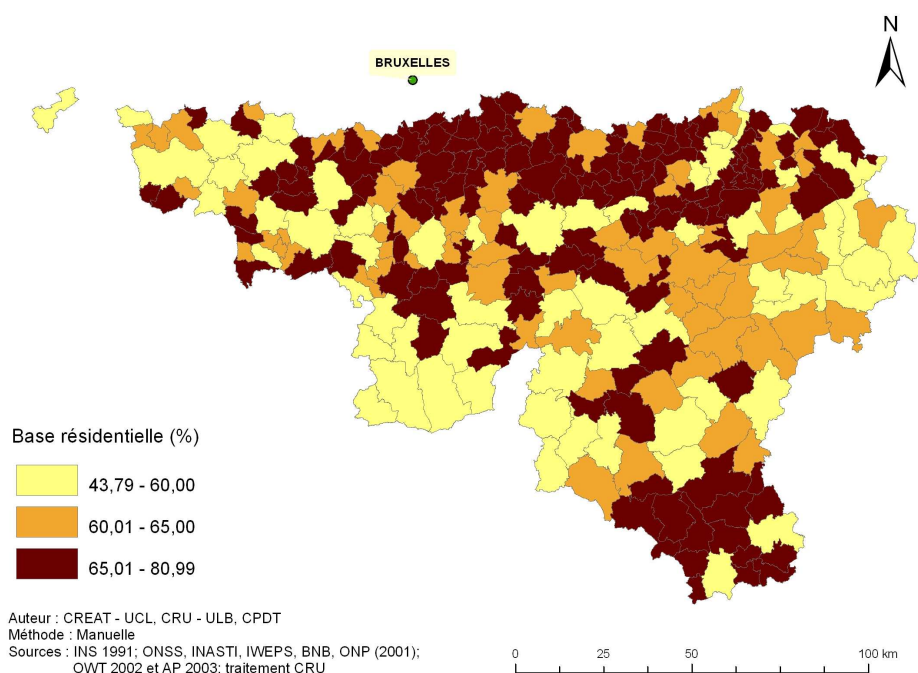 N
BRUXELLES
Base résidentielle (%)
43,79 - 60,00
60,01 - 65,00
65,01 - 80,99
Auteur : CREAT - UCL, CRU - ULB, CPDT
Méthode : Manuelle
Sources : INS 1991; ONSS, INASTI, IWEPS, BNB, ONP (2001);
OWT 2002 et AP 2003; traitement CRU
0 25 50 100 km